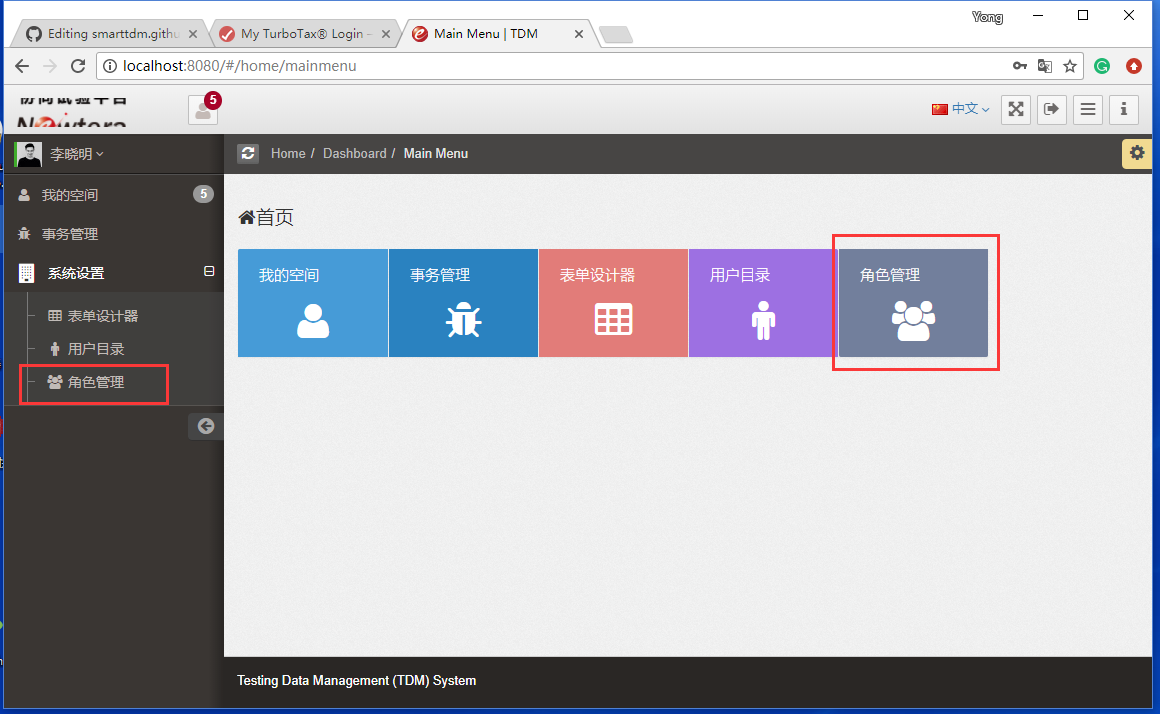 Yong
Editing smarttdm.githu
My TurboTax® Login -
Main Menu | TDM
localhost:8080/#/home/mainmenu
协同试验平台
Newtera
5
中文
李晓明
Home / Dashboard / Main Menu
我的空间
5
事务管理
系统设置
表单设计器
用户目录
角色管理
首页
我的空间
事务管理
表单设计器
用户目录
角色管理
Testing Data Management (TDM) System